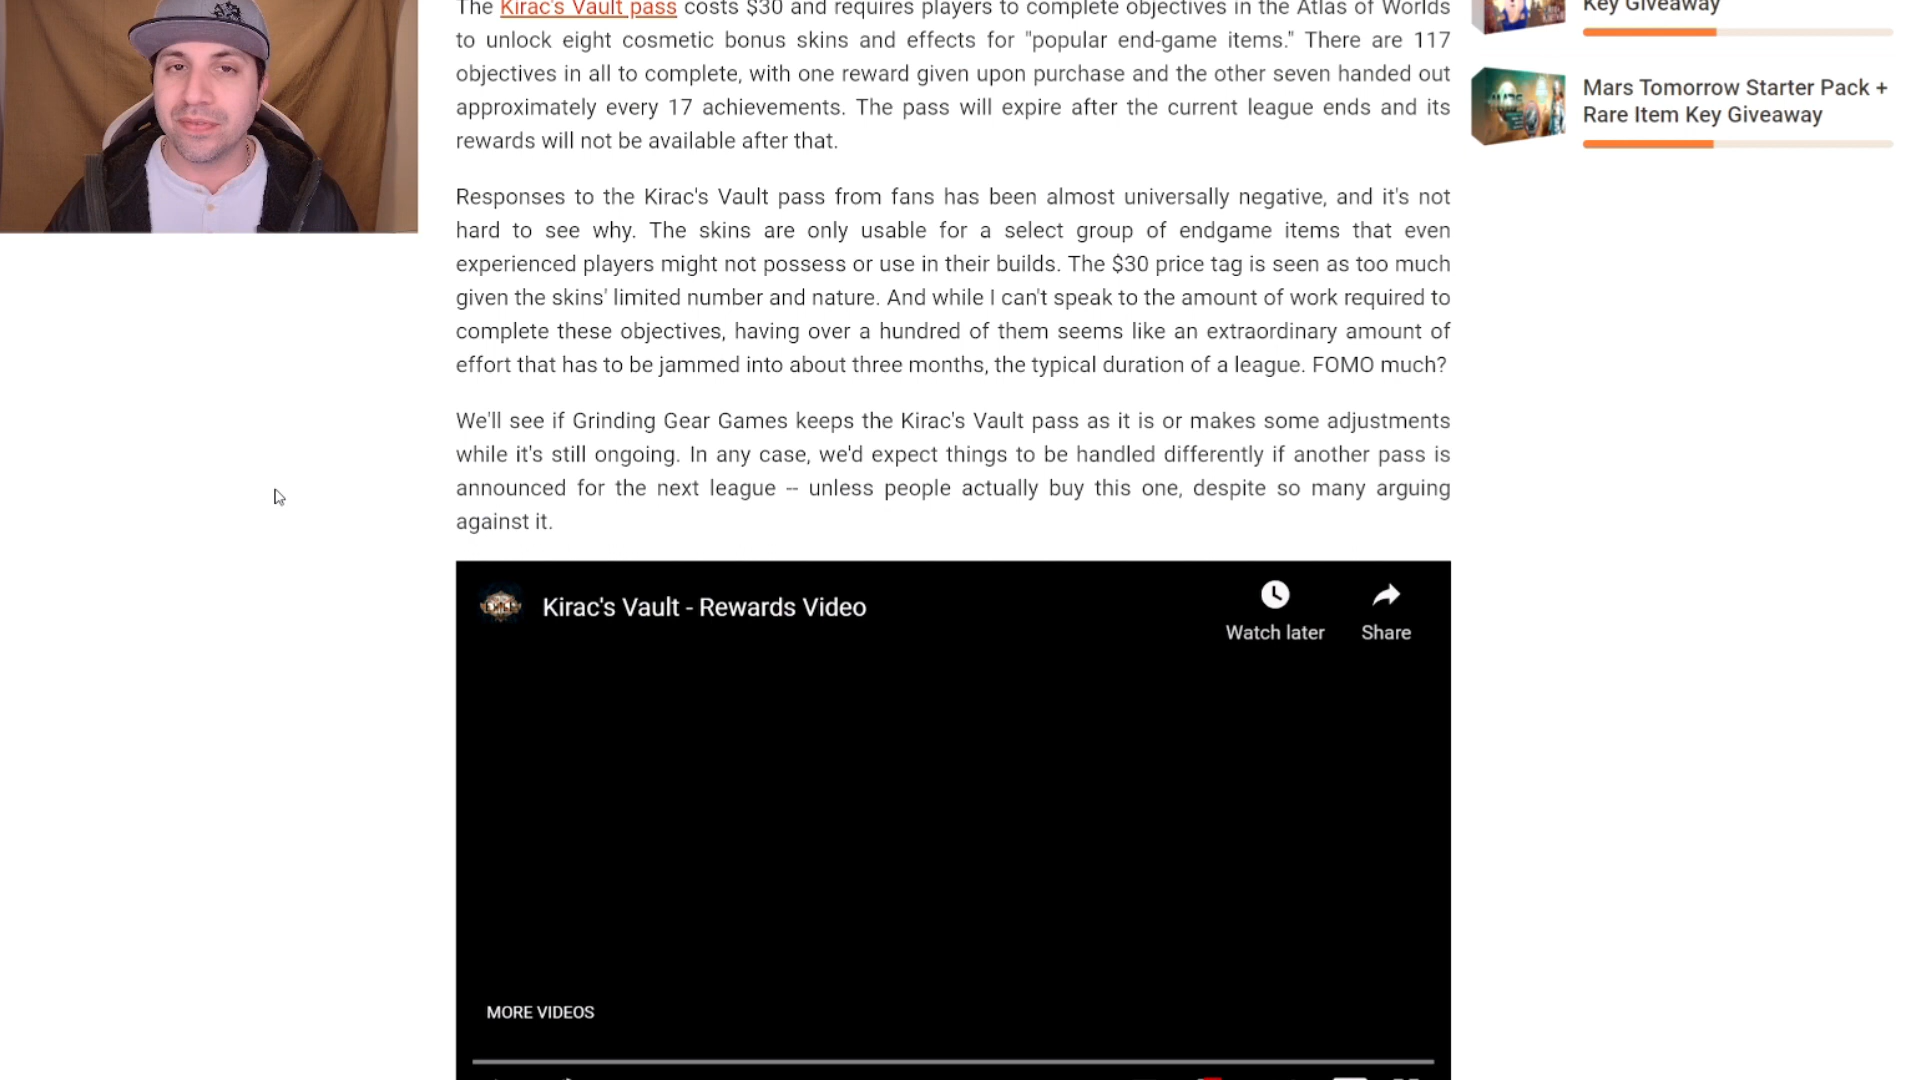 The Kirac's Vault pass costs $30 and requires players to complete objectives in the Atlas of Worlds
to unlock eight cosmetic bonus skins and effects for "popular end-game items." There are 117
objectives in all to complete, with one reward given upon purchase and the other seven handed out
approximately every 17 achievements. The pass will expire after the current league ends and its
rewards will not be available after that.
Responses to the Kirac's Vault pass from fans has been almost universally negative, and it's not
hard to see why. The skins are only usable for a select group of endgame items that even
experienced players might not possess or use in their builds. The $30 price tag is seen as too much
given the skins' limited number and nature. And while I can't speak to the amount of work required to
complete these objectives, having over a hundred of them seems like an extraordinary amount of
effort that has to be jammed into about three months, the typical duration of a league. FOMO much?
We'll see if Grinding Gear Games keeps the Kirac's Vault pass as it is or makes some adjustments
while it's still ongoing. In any case, we'd expect things to be handled differently if another pass is
announced for the next league -- unless people actually buy this one, despite so many arguing
against it.
Kirac's Vault - Rewards Video
Watch later
Share
MORE VIDEOS
Key Giveaway
Mars Tomorrow Starter Pack +
Rare Item Key Giveaway